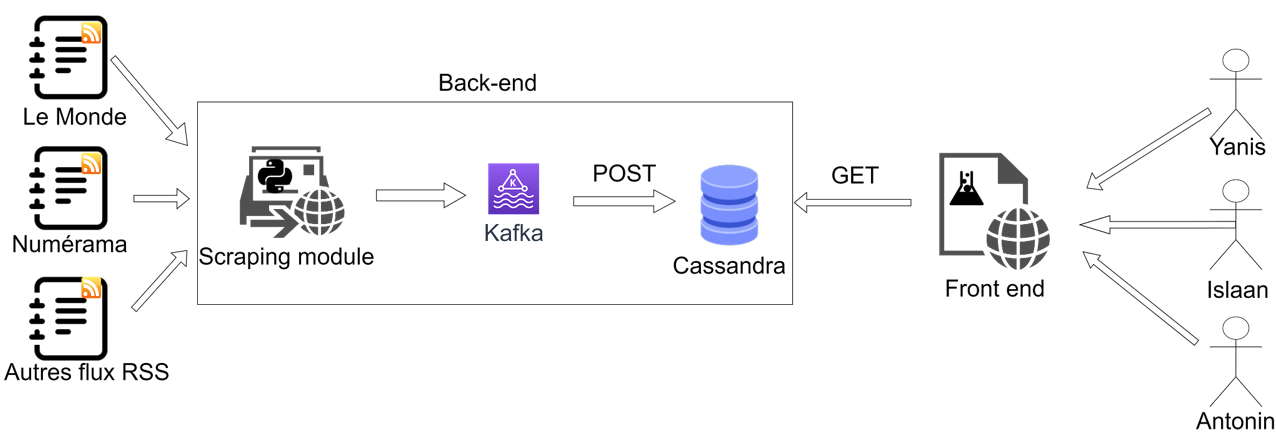 Back-end
Le Monde
Numérama
Autres flux RSS
Scraping module
K
Kafka
POST
Cassandra
GET
Front end
Yanis
Islaan
Antonin